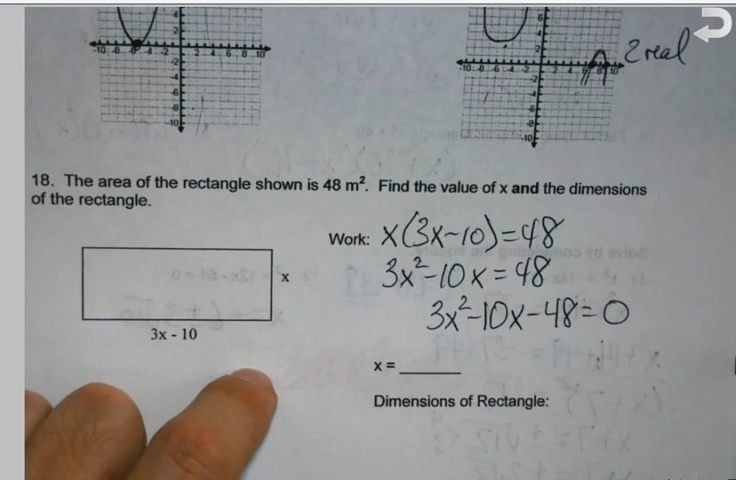 2 real
18. The area of the rectangle shown is 48 m². Find the value of x and the dimensions
of the rectangle.
Work: x(3x-10)=48
3x²-10x=48
3x²-10x-48=0
x
3x - 10
x = ______
Dimensions of Rectangle: